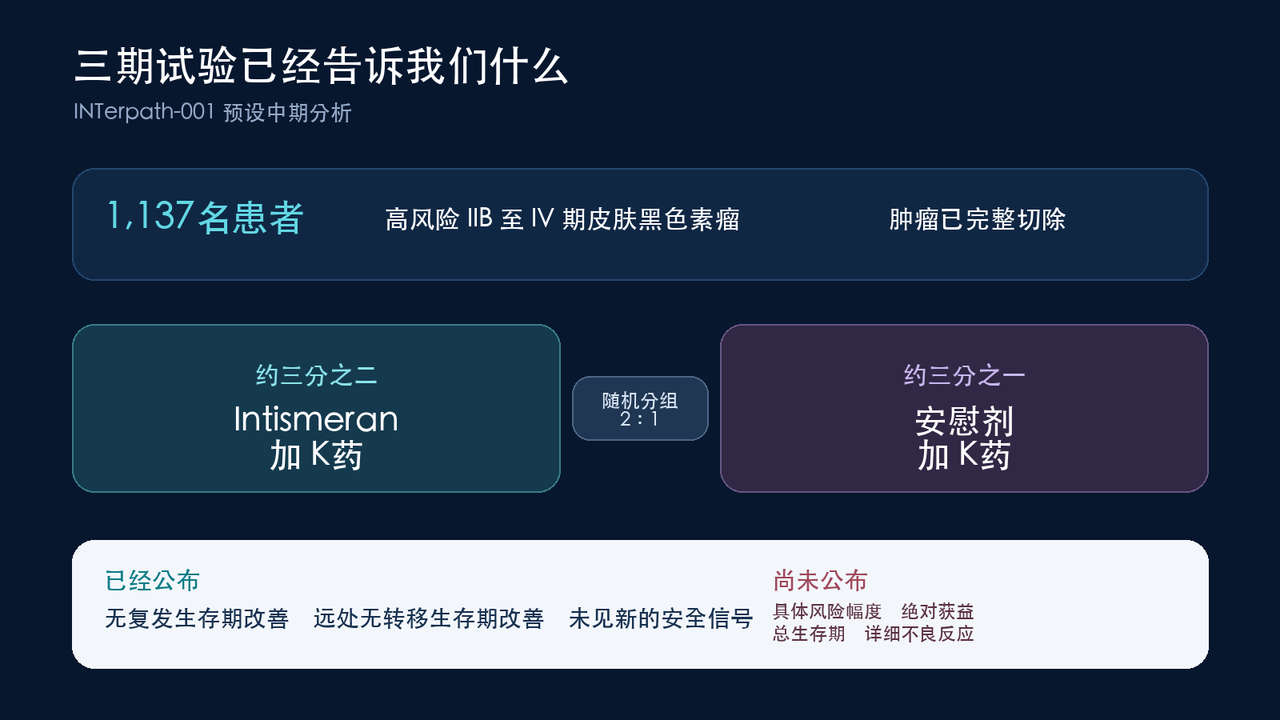 三期试验已经告诉我们什么
INTerpath-001 预设中期分析
1,137名患者
高风险 IIB 至 IV 期皮肤黑色素瘤
肿瘤已完整切除
约三分之二
Intismeran
加 K药
随机分组
2：1
约三分之一
安慰剂
加 K药
已经公布
无复发生存期改善 远处无转移生存期改善 未见新的安全信号
尚未公布
具体风险幅度 绝对获益
总生存期 详细不良反应